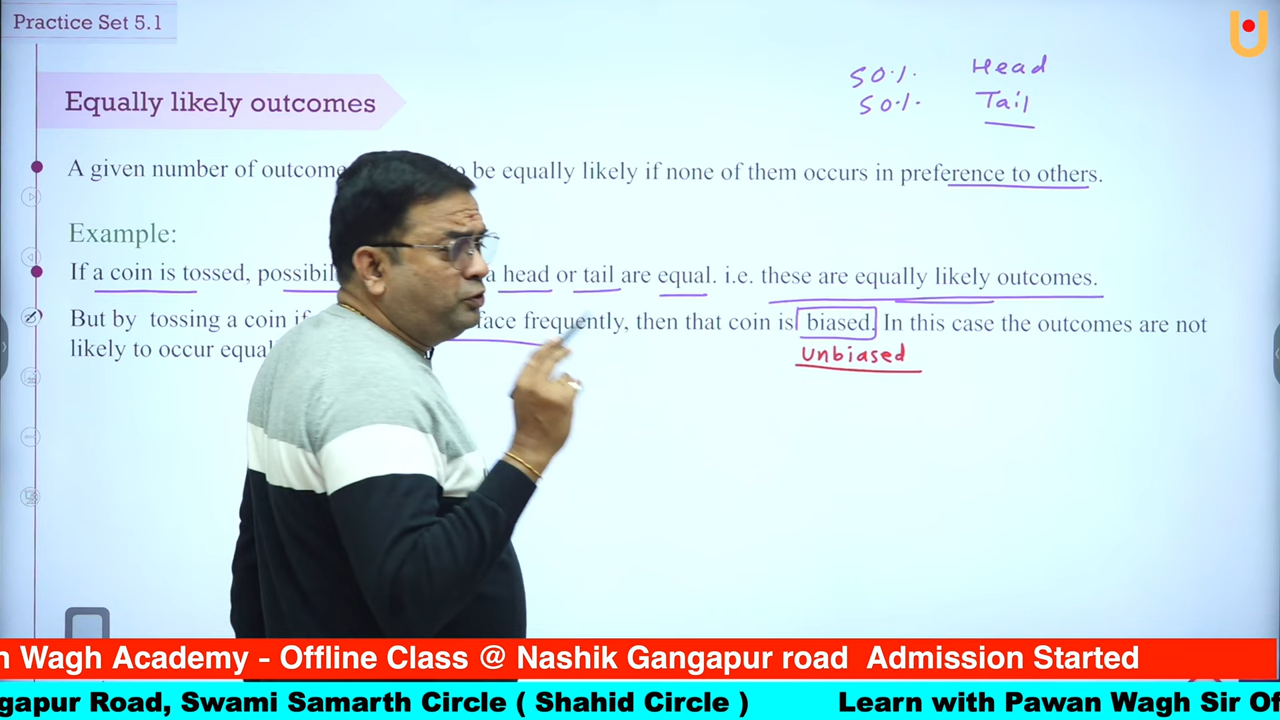 Practice Set 5.1
50%. Head
50%. Tail
Equally likely outcomes
A given number of outcome to be equally likely if none of them occurs in preference to others.
Example:
If a coin is tossed, possibil a head or tail are equal. i.e. these are equally likely outcomes.
But by tossing a coin if face frequently, then that coin is biased. In this case the outcomes are not
likely to occur equal
Unbiased
Wagh Academy - Offline Class @ Nashik Gangapur road Admission Started
gapur Road, Swami Samarth Circle ( Shahid Circle ) Learn with Pawan Wagh Sir Of